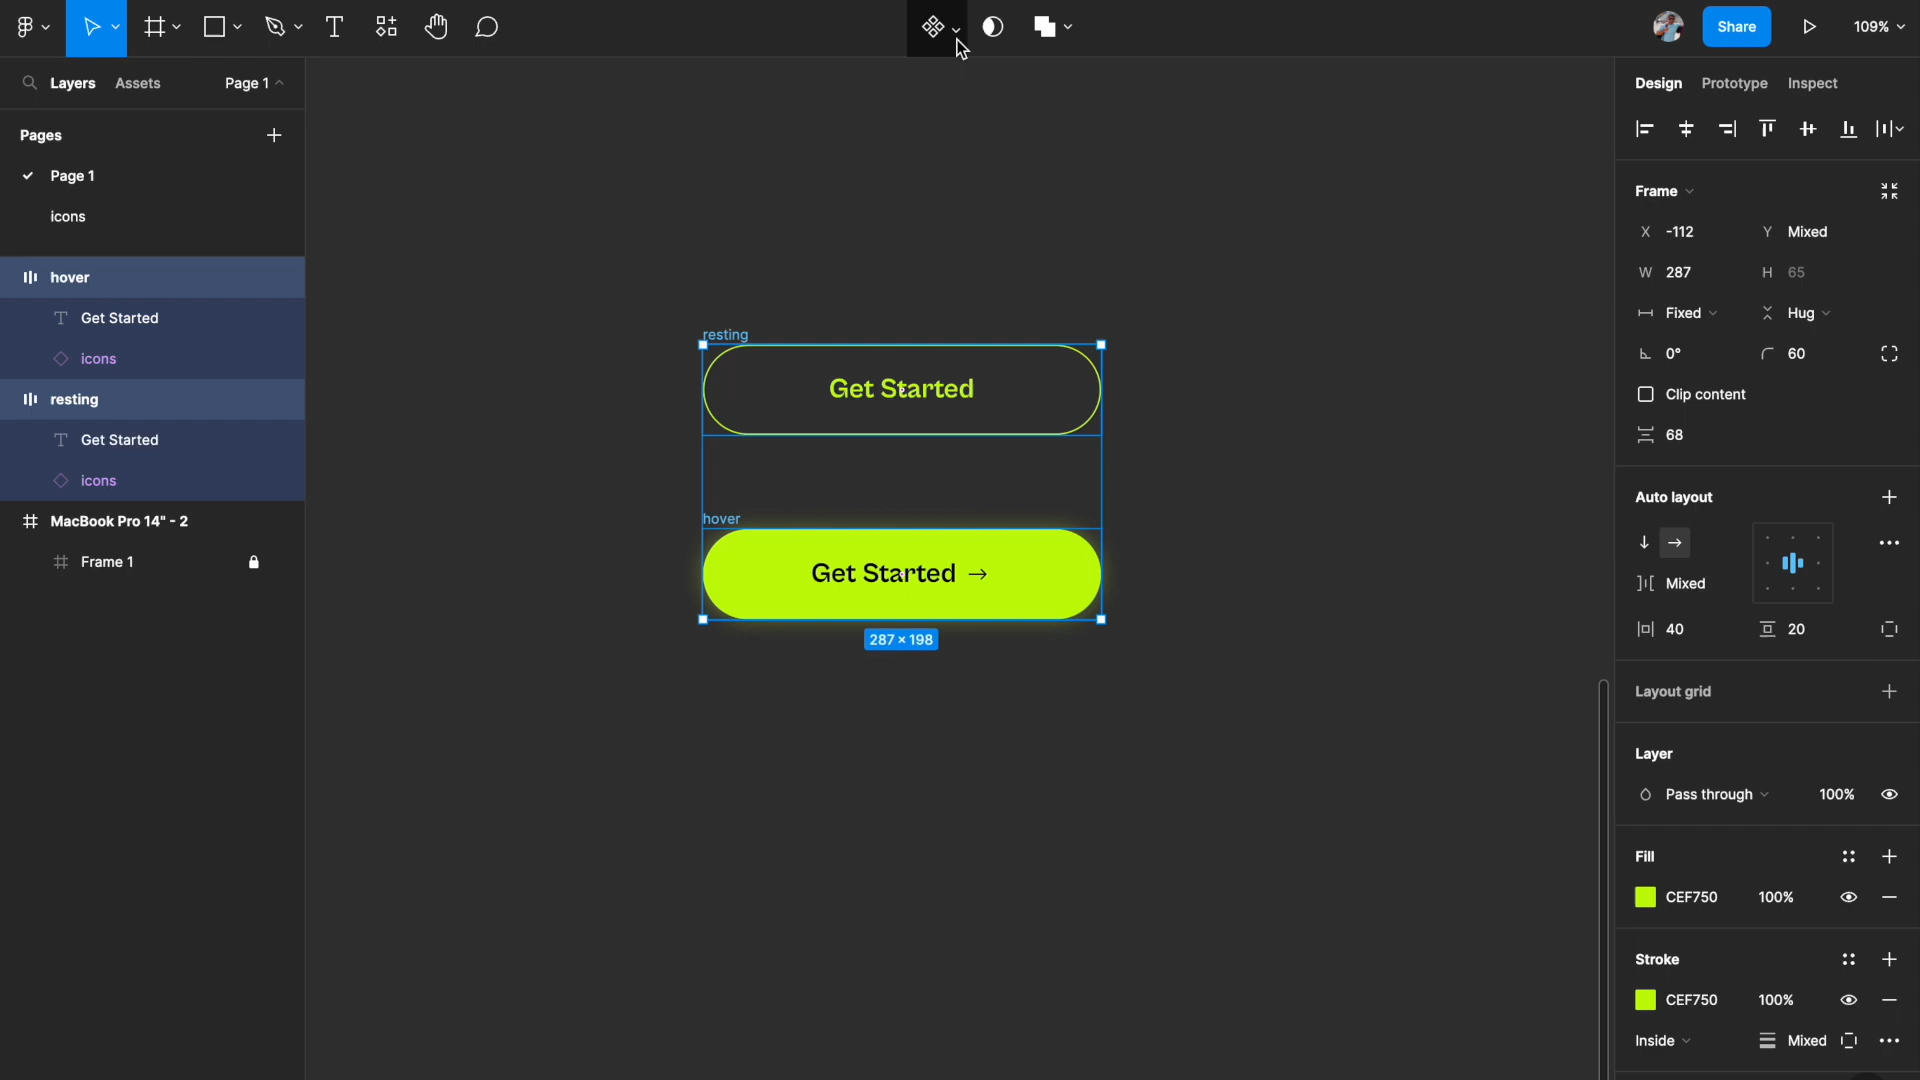 Share
109%
Layers
Assets
Page 1
Pages
Page 1
icons
hover
Get Started
icons
resting
Get Started
icons
MacBook Pro 14" - 2
Frame 1
resting
Get Started
hover
Get Started →
287 × 198
Design
Prototype
Inspect
Frame
X -112
Y Mixed
W 287
H 65
Fixed
Hug
0°
60
Clip content
68
Auto layout
Mixed
40
20
Layout grid
Layer
Pass through
100%
Fill
CEF750
100%
Stroke
CEF750
100%
Inside
Mixed